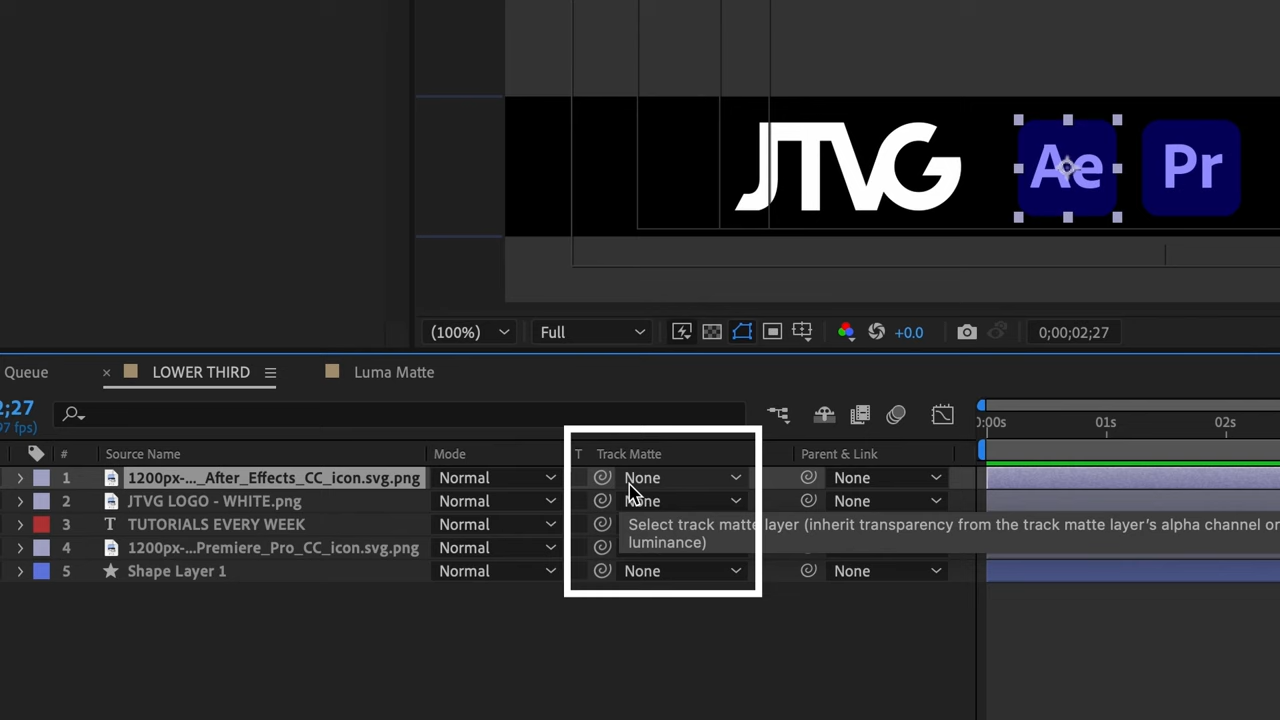 JTVG Ae Pr
(100%) Full +0.0 0;00;02;27
Queue × LOWER THIRD Luma Matte
2;27
97 fps)
0:00s 01s 02s
# Source Name Mode T Track Matte Parent & Link
1 1200px-..._After_Effects_CC_icon.svg.png Normal None None
2 JTVG LOGO - WHITE.png Normal None None
3 TUTORIALS EVERY WEEK Normal
Select track matte layer (inherit transparency from the track matte layer's alpha channel or
luminance)
4 1200px-...Premiere_Pro_CC_icon.svg.png Normal
5 Shape Layer 1 Normal None None